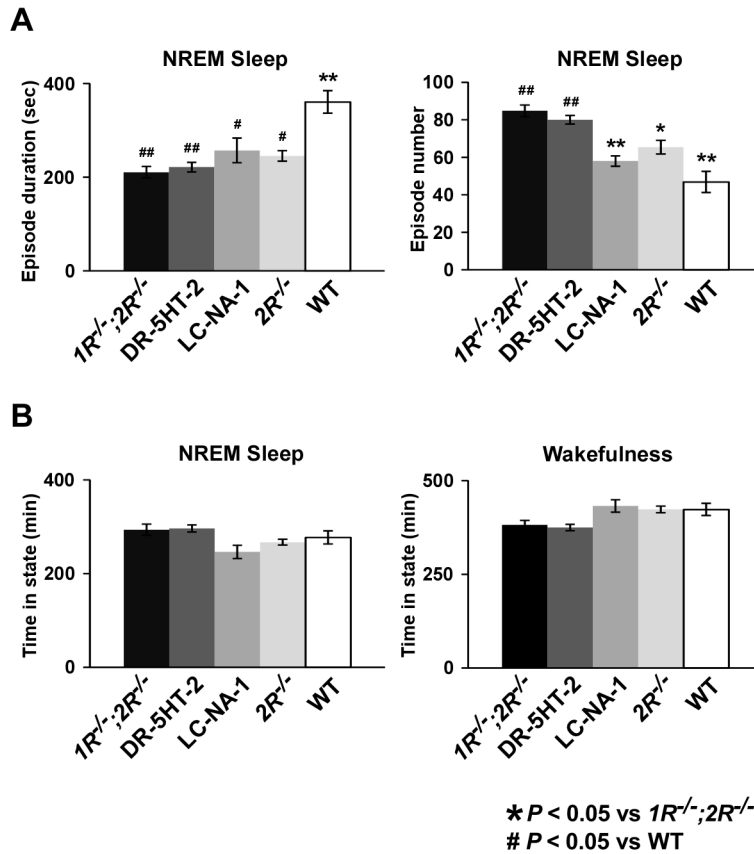 A
NREM Sleep
Episode duration (sec)
400
200
0
##
##
#
#
**
1R-/-;2R-/-
DR-5HT-2
LC-NA-1
2R-/-
WT
NREM Sleep
Episode number
100
80
60
40
20
0
##
##
**
*
**
1R-/-;2R-/-
DR-5HT-2
LC-NA-1
2R-/-
WT
B
NREM Sleep
Time in state (min)
400
200
0
1R-/-;2R-/-
DR-5HT-2
LC-NA-1
2R-/-
WT
Wakefulness
Time in state (min)
500
250
0
1R-/-;2R-/-
DR-5HT-2
LC-NA-1
2R-/-
WT
* P < 0.05 vs 1R-/-;2R-/-
# P < 0.05 vs WT